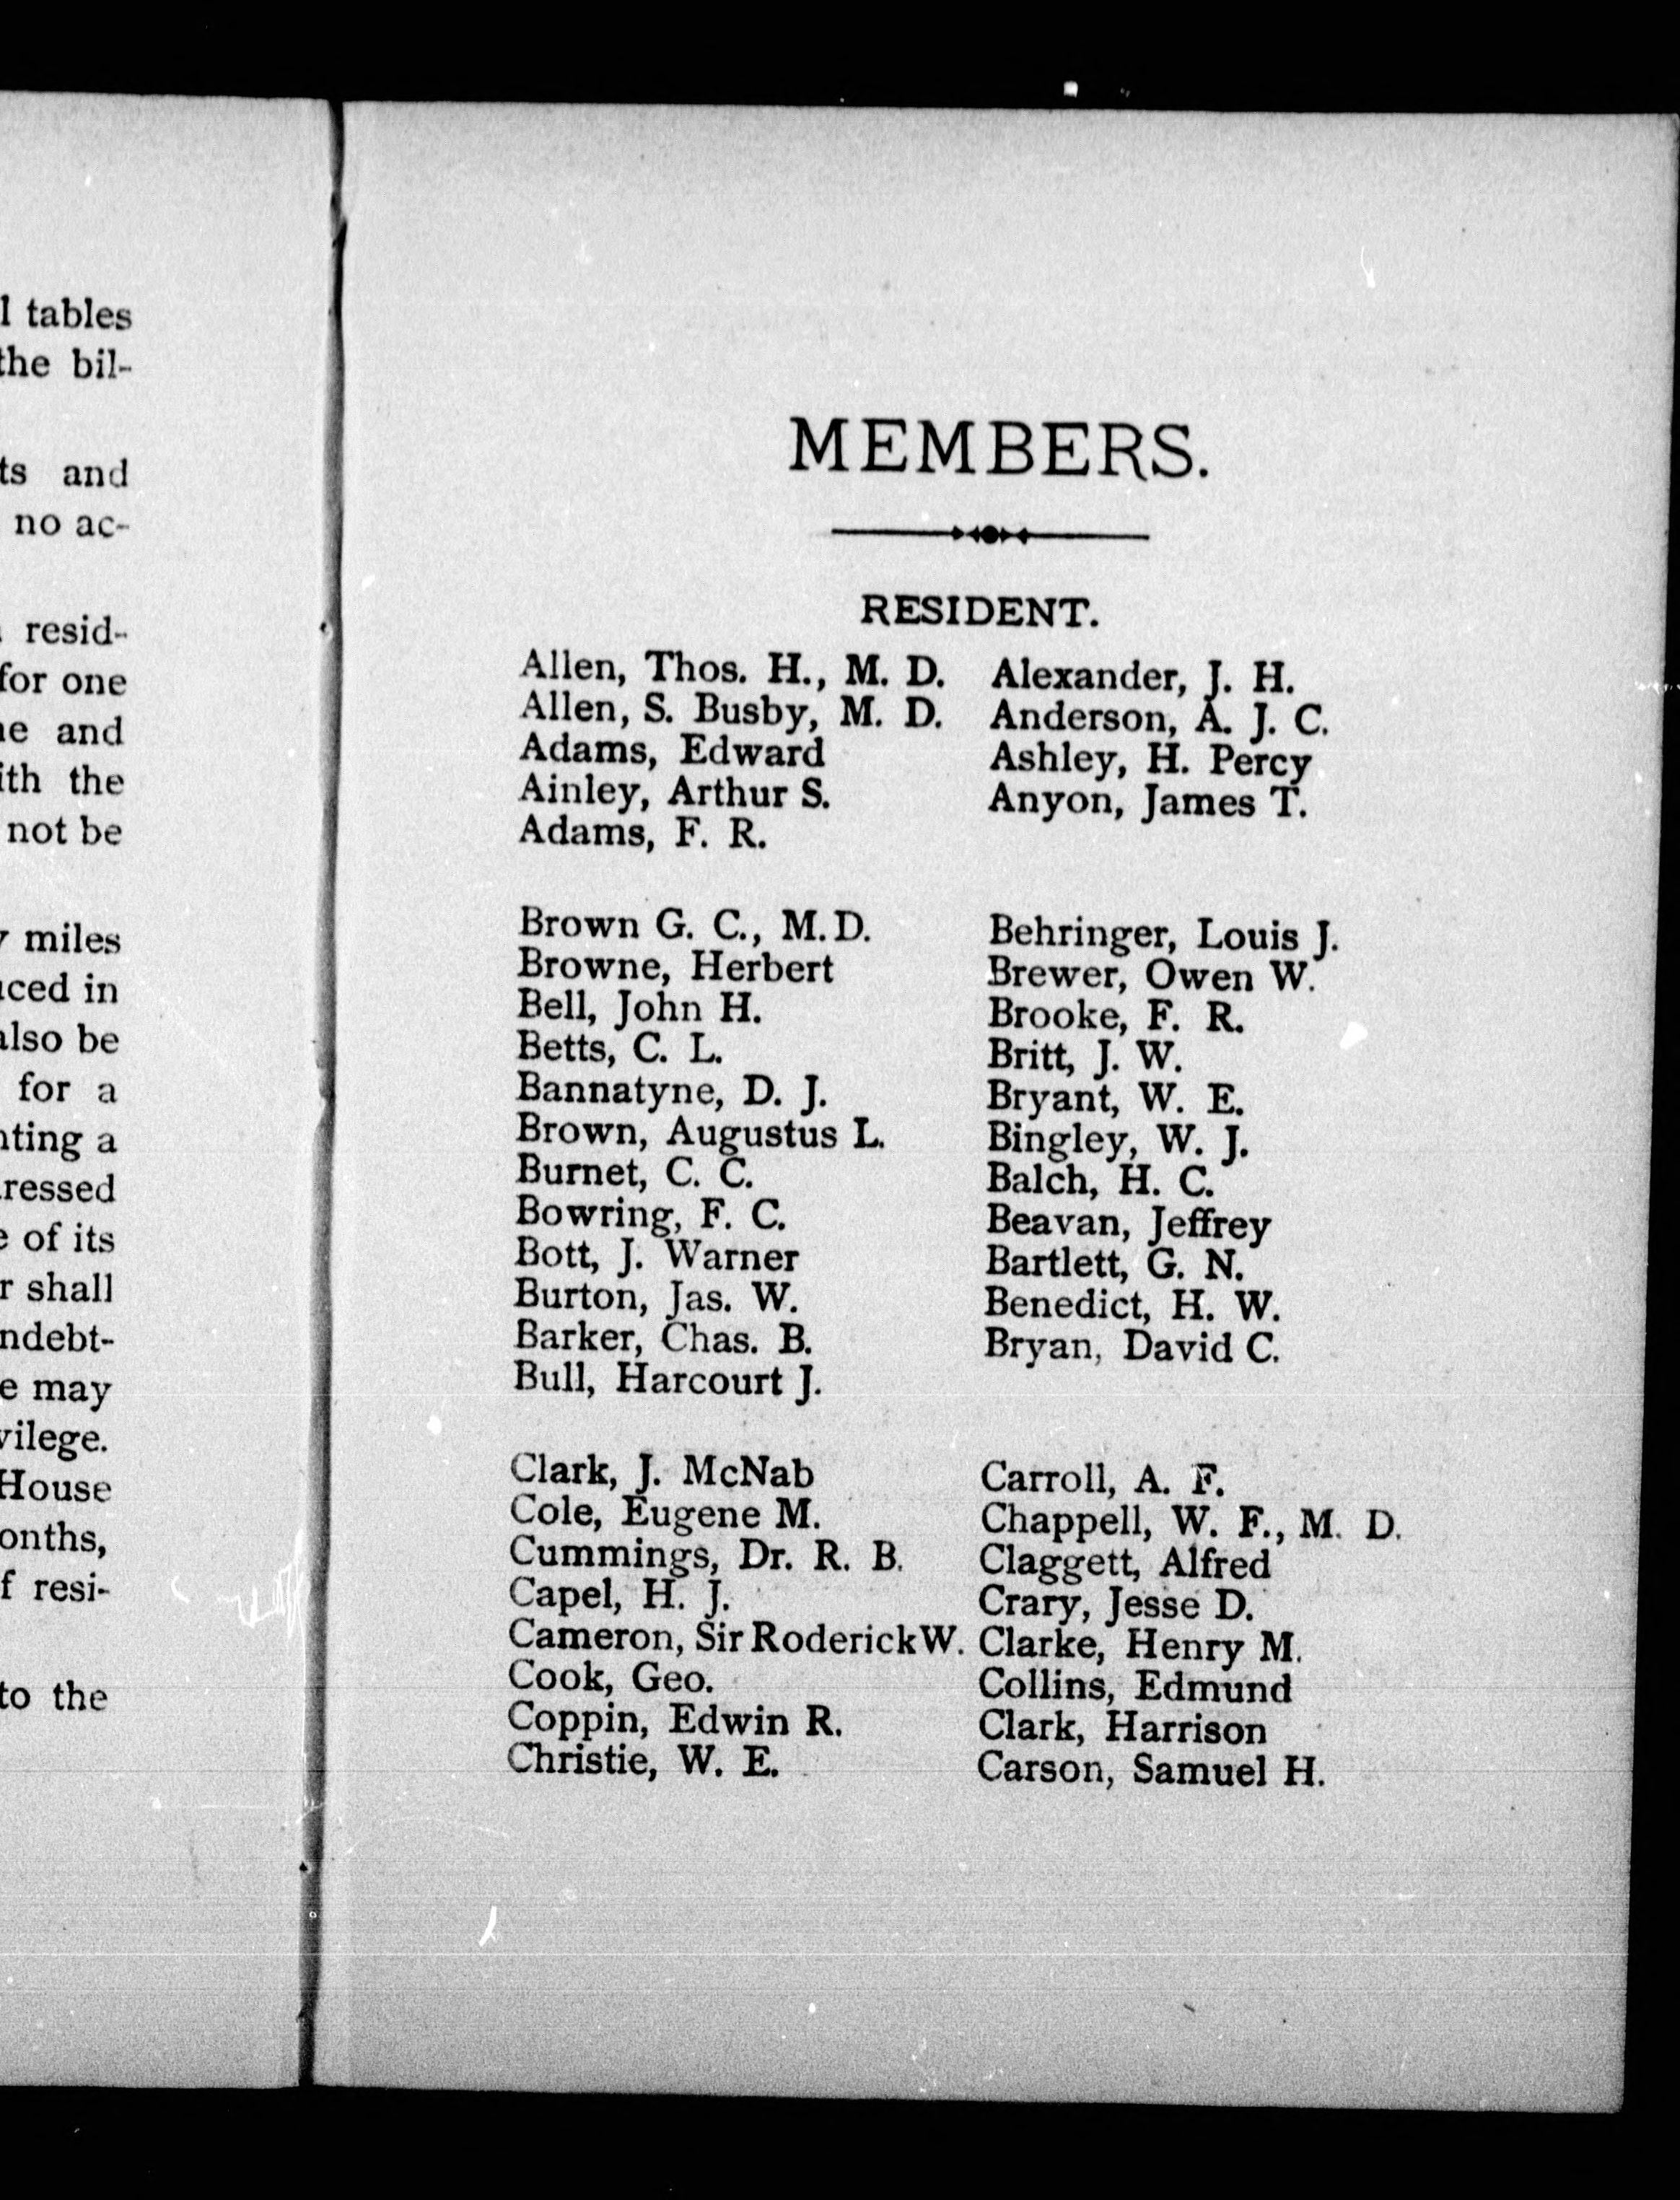 l tables
the bil-
ts and
no ac-
resid-
for one
and
ith the
not be
miles
in
also be
for a
a
of its
shall
ndebt-
e may
House
f resi-
to the
MEMBERS.
RESIDENT.
Allen, Thos. H., M. D.
Allen, S. Busby, M. D.
Adams, Edward
Ainley, Arthur S.
Adams, F. R.
Alexander, J. H.
Anderson, A. J. C.
Ashley, H. Percy
Anyon, James T.
Brown G. C., M. D.
Browne, Herbert
Bell, John H.
Betts, C. L.
Bannatyne, D. J.
Brown, Augustus L.
Burnet, C. C.
Bowring, F. C.
Bott, J. Warner
Burton, Jas. W.
Barker, Chas. B.
Bull, Harcourt J.
Behringer, Louis J.
Brewer, Owen W.
Brooke, F. R.
Britt, J. W.
Bryant, W. E.
Bingley, W. J.
Balch, H. C.
Beavan, Jeffrey
Bartlett, G. N.
Benedict, H. W.
Bryan, David C.
Clark, J. McNab
Cole, Eugene M.
Cummings, Dr. R. B.
Capel, H. J.
Cameron, Sir Roderick W.
Cook, Geo.
Coppin, Edwin R.
Christie, W. E.
Carroll, A. F.
Chappell, W. F., M. D.
Claggett, Alfred
Crary, Jesse D.
Clarke, Henry M.
Collins, Edmund
Clark, Harrison
Carson, Samuel H.